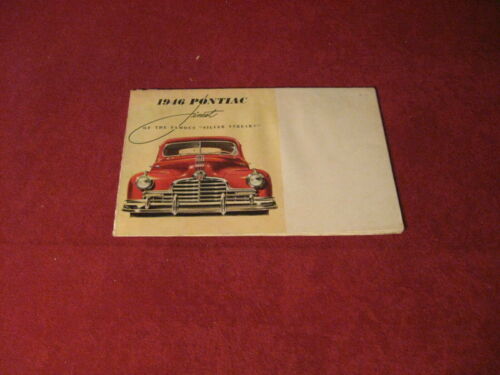 1946 PONTIAC
Finest
OF THE FAMOUS "SILVER STREAKS"